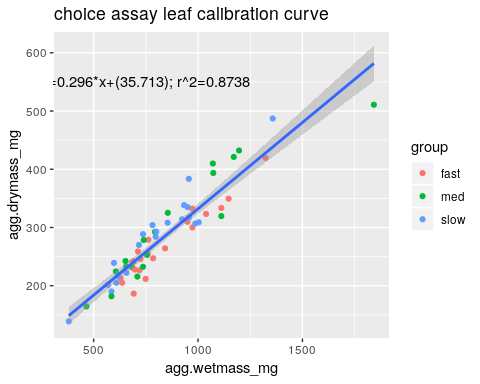 choice assay leaf calibration curve
=0.296*x+(35.713); r^2=0.8738
600
500
400
300
200
agg.drymass_mg
500
1000
1500
agg.wetmass_mg
group
fast
med
slow